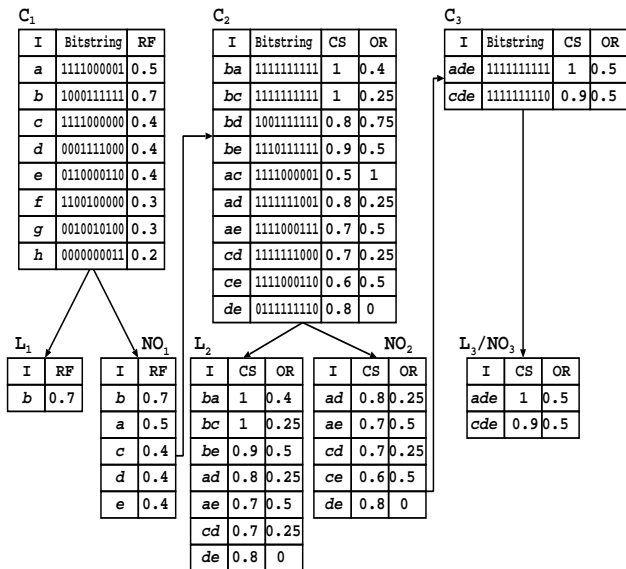 C1
I Bitstring RF
a 1111000001 0.5
b 1000111111 0.7
c 1111000000 0.4
d 0001111000 0.4
e 0110000110 0.4
f 1100100000 0.3
g 0010010100 0.3
h 0000000011 0.2
C2
I Bitstring CS OR
ba 1111111111 1 0.4
bc 1111111111 1 0.25
bd 1001111111 0.8 0.75
be 1110111111 0.9 0.5
ac 1111000001 0.5 1
ad 1111111001 0.8 0.25
ae 1111000111 0.7 0.5
cd 1111111000 0.7 0.25
ce 1111000110 0.6 0.5
de 0111111110 0.8 0
C3
I Bitstring CS OR
ade 1111111111 1 0.5
cde 1111111110 0.9 0.5
L1
I RF
b 0.7
NO1
I RF
b 0.7
a 0.5
c 0.4
d 0.4
e 0.4
L2
I CS OR
ba 1 0.4
bc 1 0.25
be 0.9 0.5
ad 0.8 0.25
ae 0.7 0.5
cd 0.7 0.25
de 0.8 0
NO2
I CS OR
ad 0.8 0.25
ae 0.7 0.5
cd 0.7 0.25
ce 0.6 0.5
de 0.8 0
L3/NO3
I CS OR
ade 1 0.5
cde 0.9 0.5